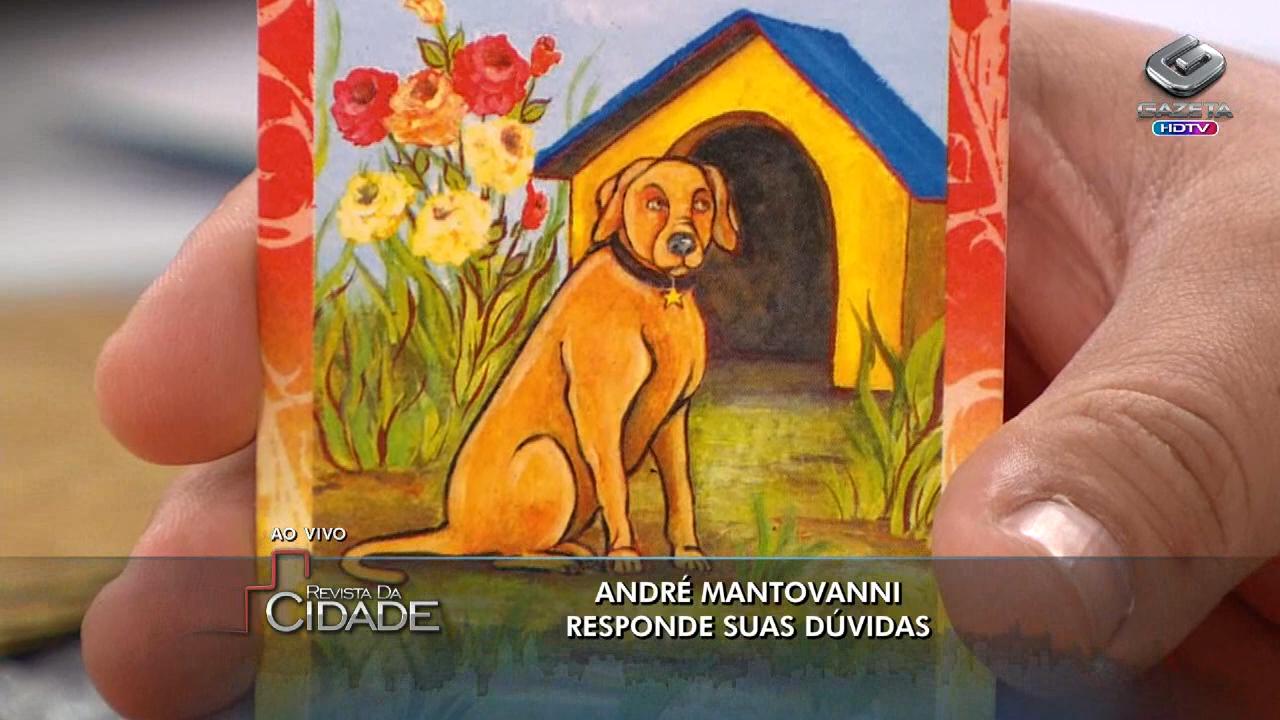 GAZETA
HDTV
AO VIVO
REVISTA DA
CIDADE
ANDRÉ MANTOVANNI
RESPONDE SUAS DÚVIDAS